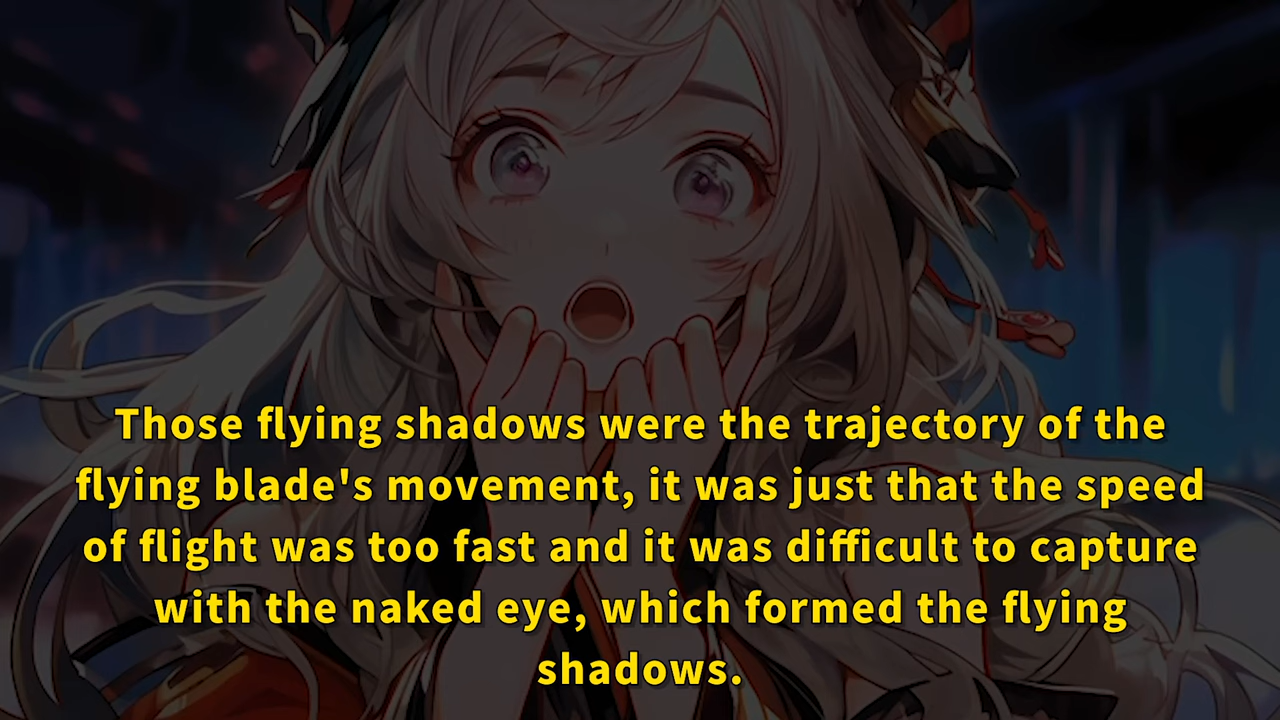 Those flying shadows were the trajectory of the
flying blade's movement, it was just that the speed
of flight was too fast and it was difficult to capture
with the naked eye, which formed the flying
shadows.